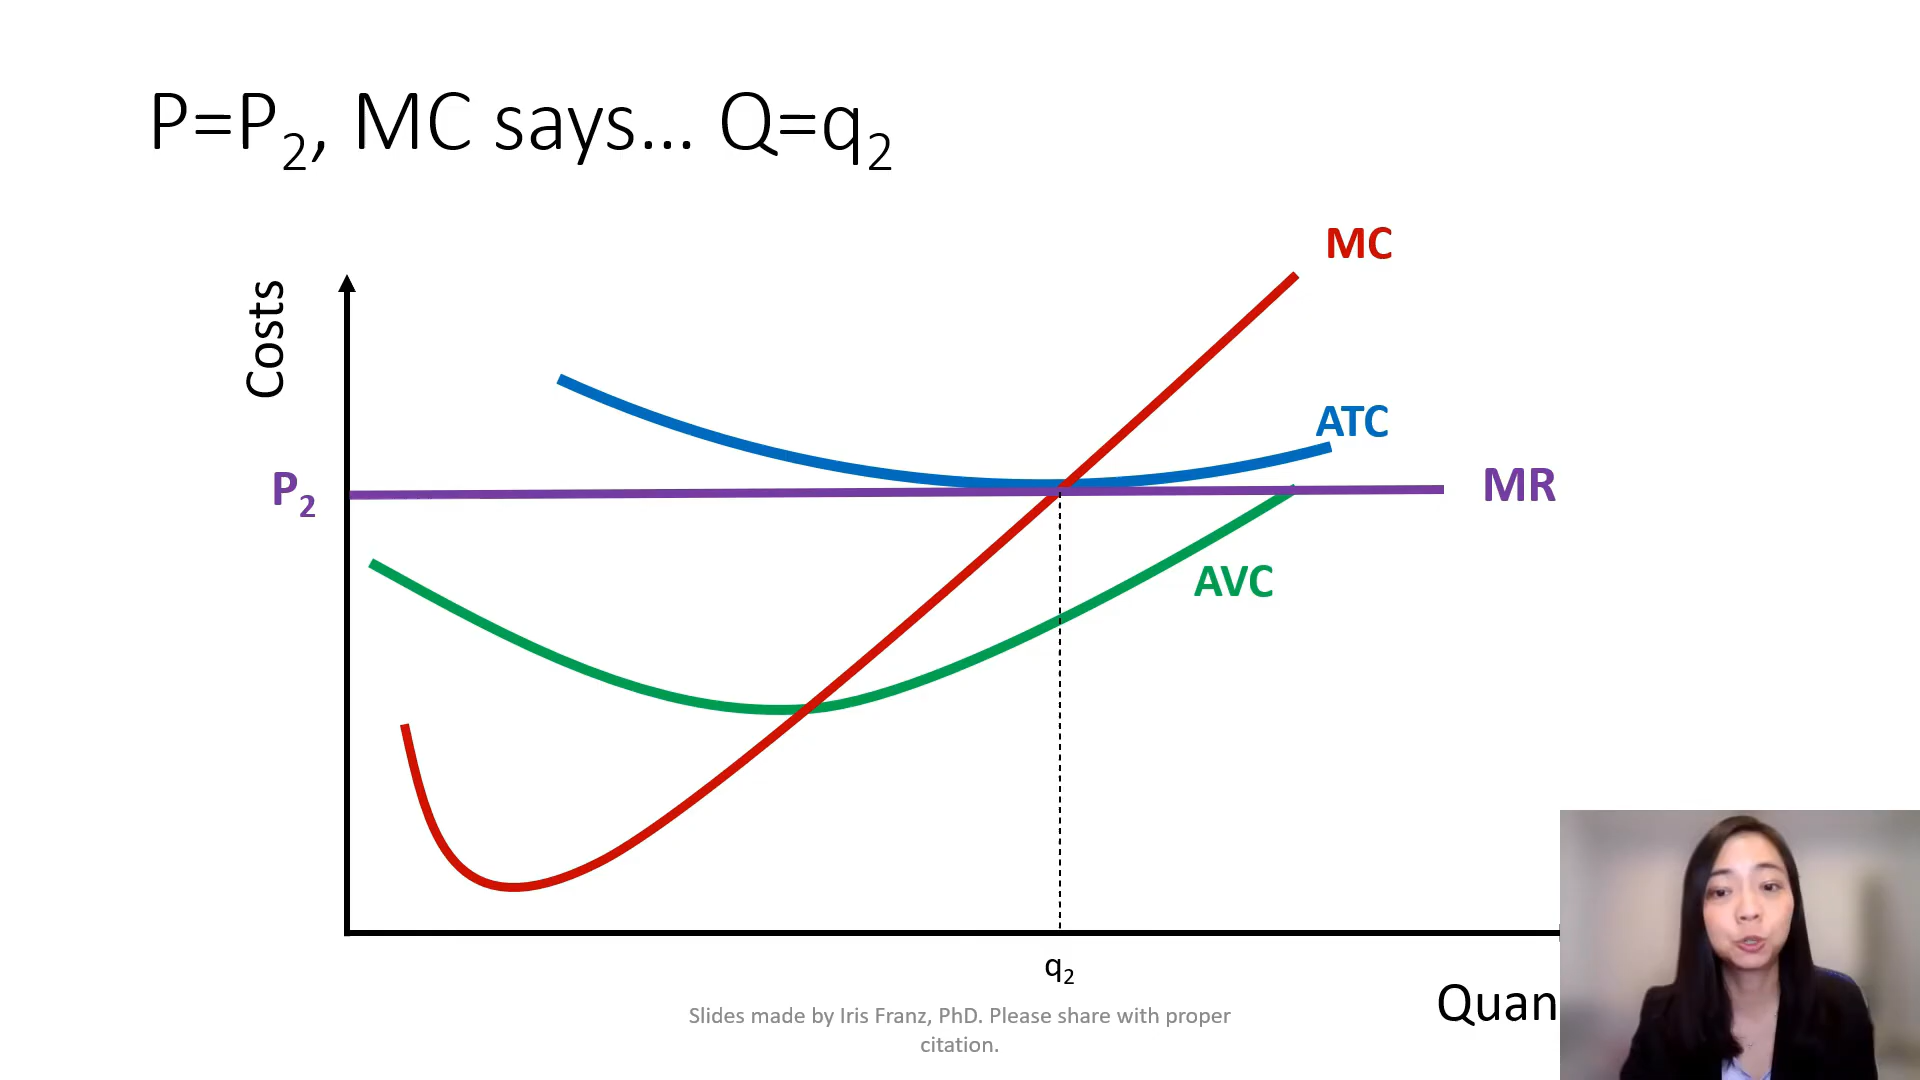 P=P2, MC says... Q=q2
MC
Costs
ATC
P2
MR
AVC
q2
Quan
Slides made by Iris Franz, PhD. Please share with proper
citation.